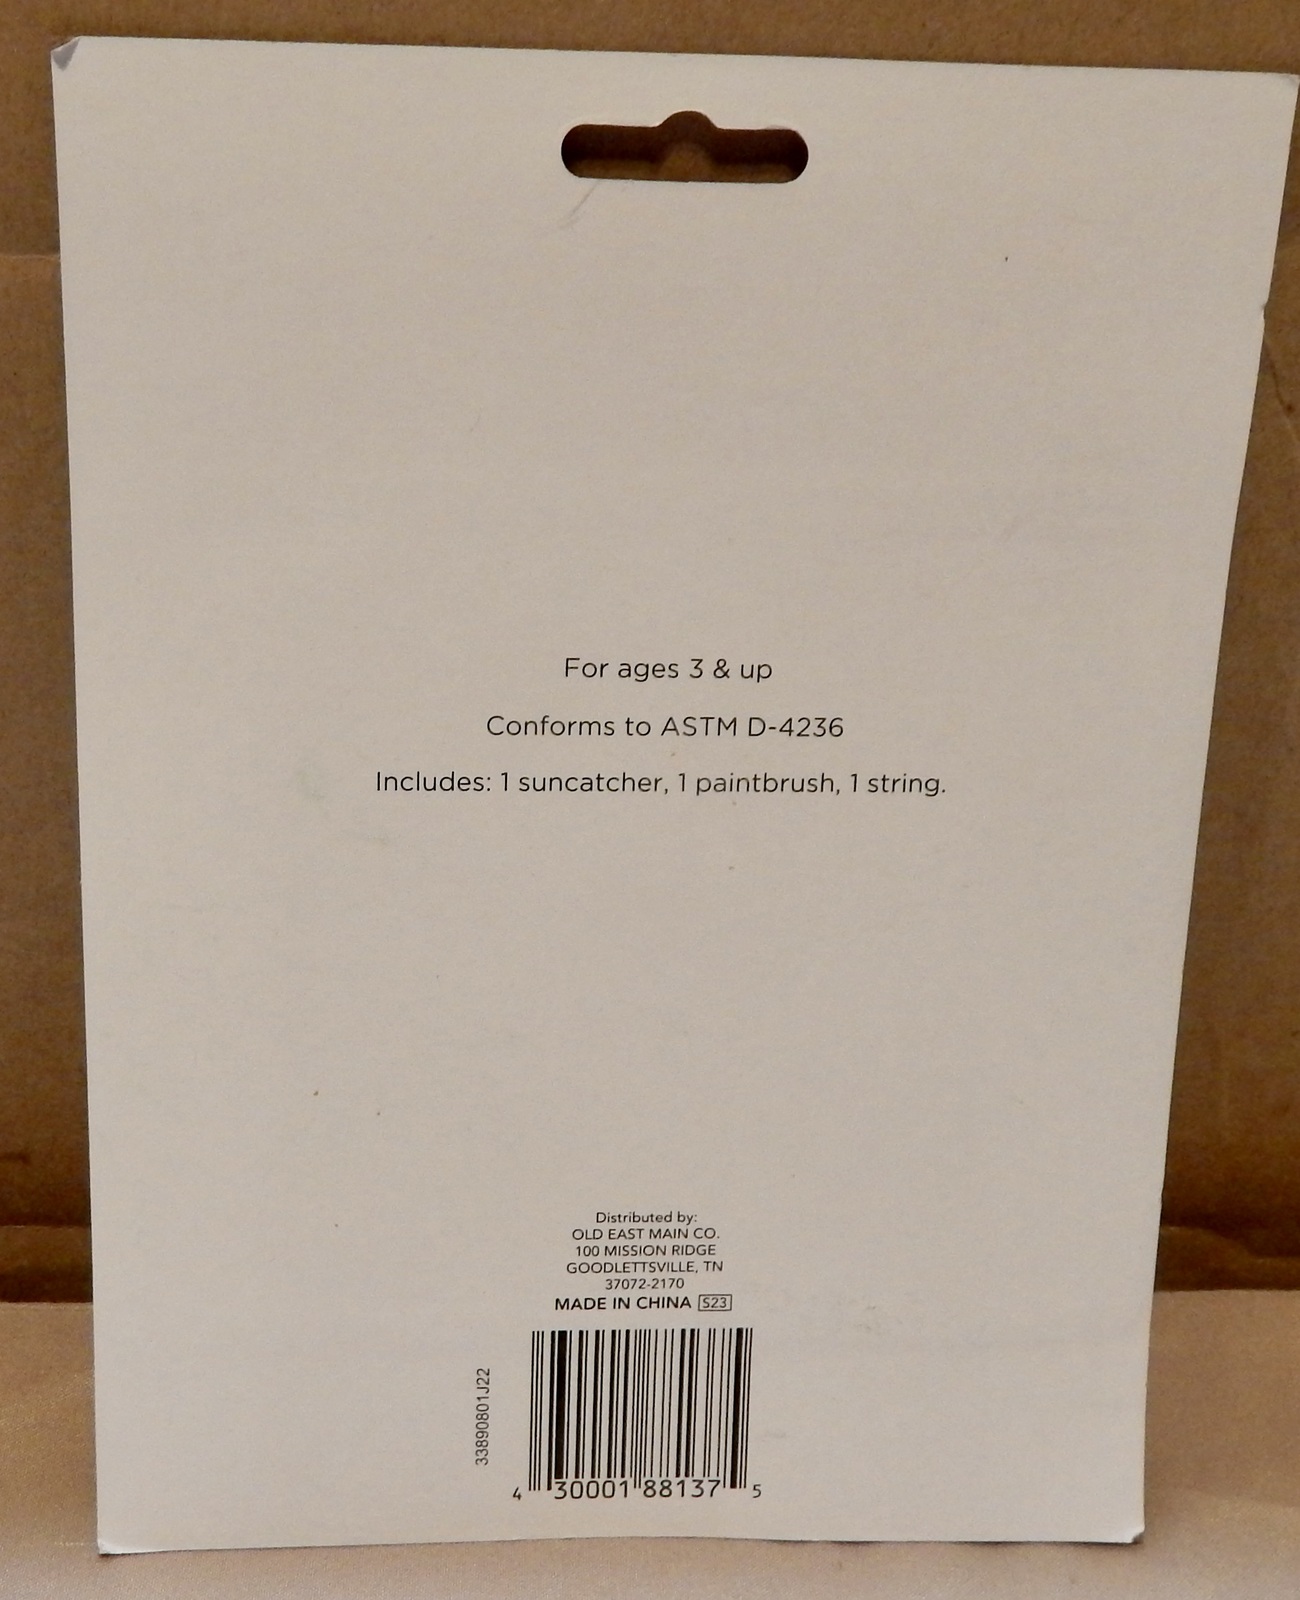 For ages 3 & up
Conforms to ASTM D-4236
Includes: 1 suncatcher, 1 paintbrush, 1 string.
Distributed by:
OLD EAST MAIN CO.
100 MISSION RIDGE
GOODLETTSVILLE, TN
37072-2170
MADE IN CHINA S23
33890801J22
4 30001 88137 5